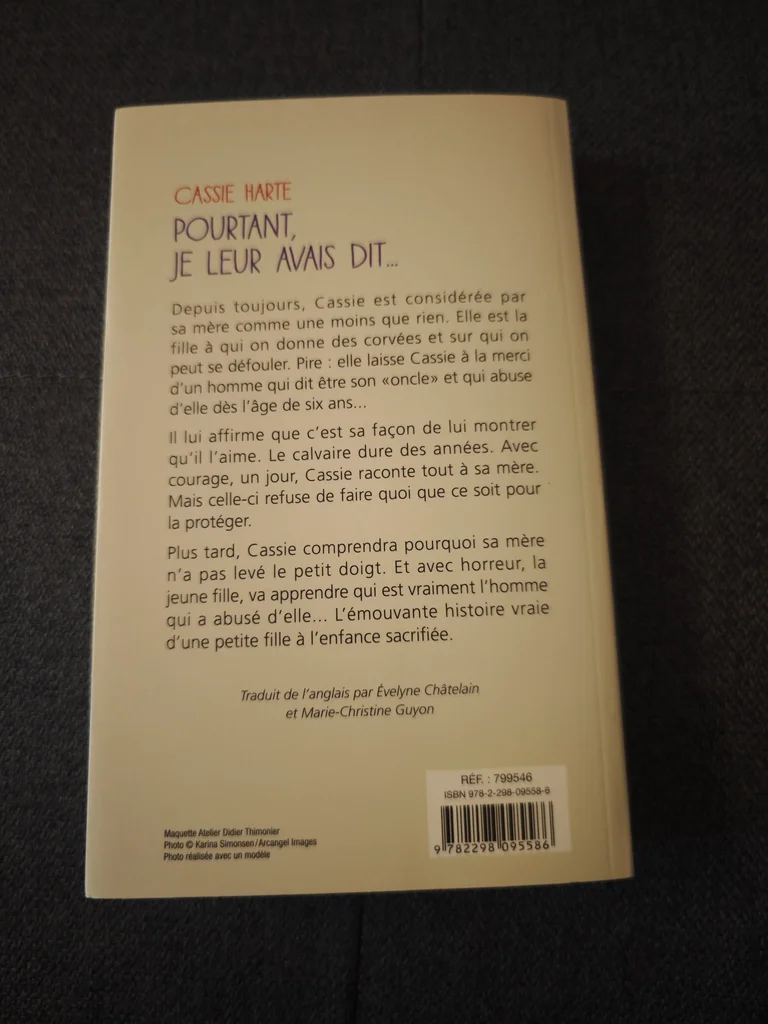 CASSIE HARTE
POURTANT,
JE LEUR AVAIS DIT...
Depuis toujours, Cassie est considérée par
sa mère comme une moins que rien. Elle est la
fille à qui on donne des corvées et sur qui on
peut se défouler. Pire : elle laisse Cassie à la merci
d'un homme qui dit être son «oncle» et qui abuse
d'elle dès l'âge de six ans...
Il lui affirme que c'est sa façon de lui montrer
qu'il l'aime. Le calvaire dure des années. Avec
courage, un jour, Cassie raconte tout à sa mère.
Mais celle-ci refuse de faire quoi que ce soit pour
la protéger.
Plus tard, Cassie comprendra pourquoi sa mère
n'a pas levé le petit doigt. Et avec horreur, la
jeune fille, va apprendre qui est vraiment l'homme
qui a abusé d'elle... L'émouvante histoire vraie
d'une petite fille à l'enfance sacrifiée.
Traduit de l'anglais par Évelyne Châtelain
et Marie-Christine Guyon
RÉF. : 799546
ISBN 978-2-298-09558-6
9 782298 095586
Maquette Atelier Didier Thimonier
Photo © Karina Simonsen / Arcangel Images
Photo réalisée avec un modèle